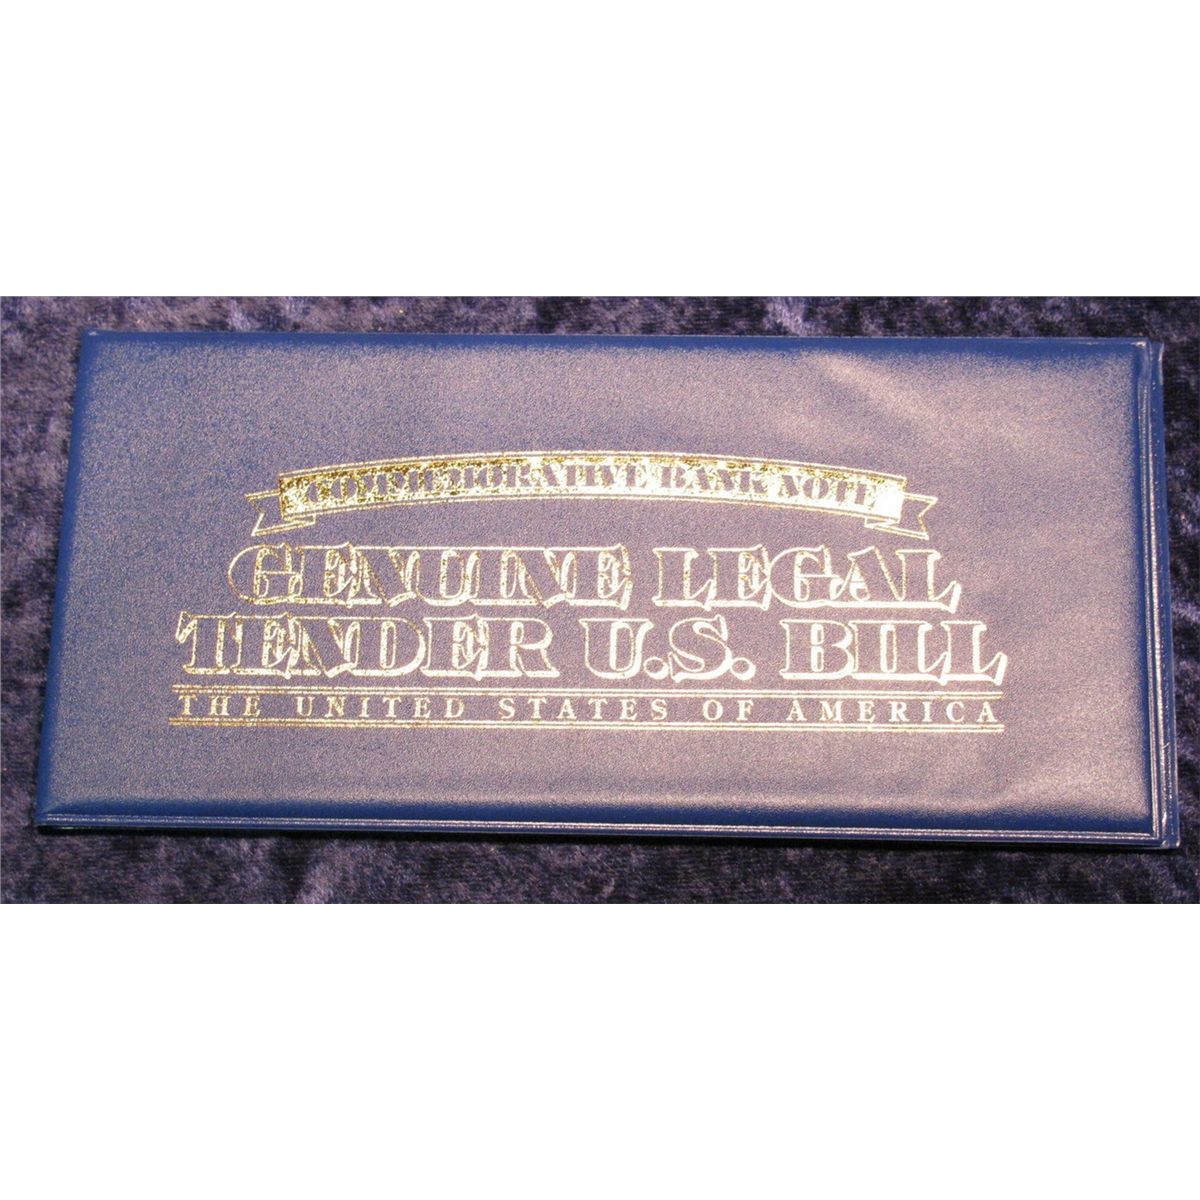 COMMEMORATIVE BANK NOTE
GENUINE LEGAL
TENDER U.S. BILL
THE UNITED STATES OF AMERICA